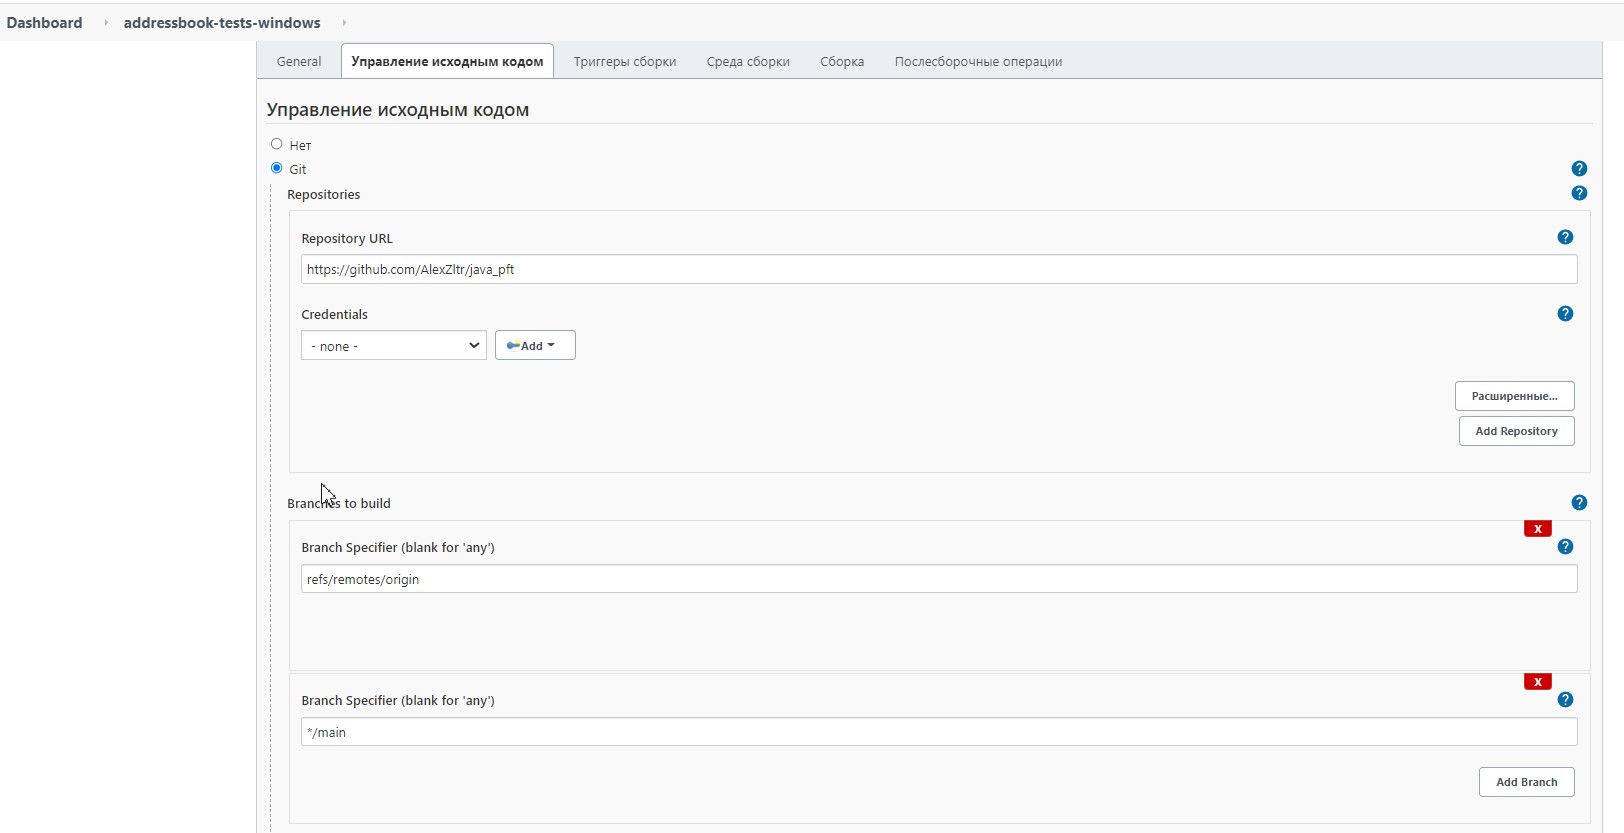 Dashboard › addressbook-tests-windows ›
General Управление исходным кодом Триггеры сборки Среда сборки Сборка Послесборочные операции
Управление исходным кодом
Нет
Git
?
Repositories
?
Repository URL
?
https://github.com/AlexZltr/java_pft
Credentials
?
- none - Add
Расширенные...
Add Repository
Branches to build
?
X
Branch Specifier (blank for 'any')
?
refs/remotes/origin
X
Branch Specifier (blank for 'any')
?
*/main
Add Branch